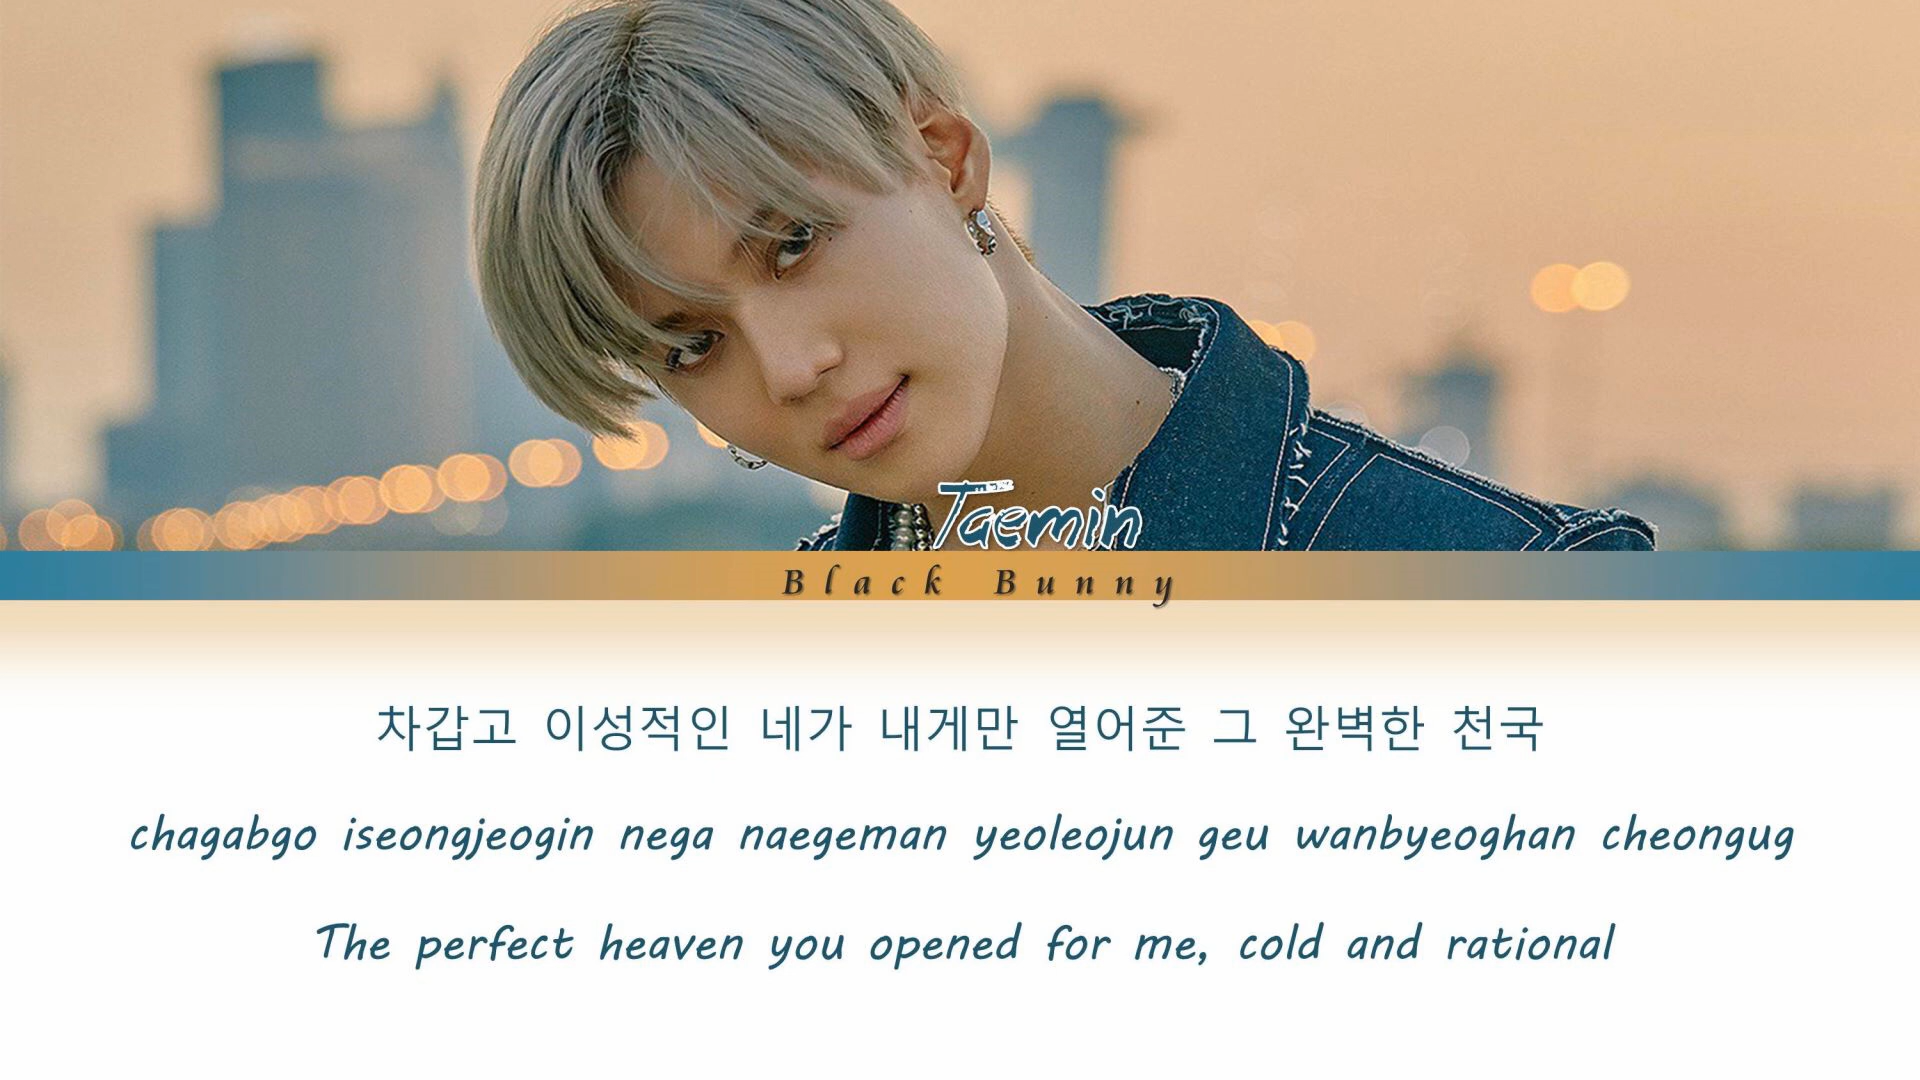 Taemin
Black Bunny
차갑고 이성적인 네가 내게만 열어준 그 완벽한 천국
chagabgo iseongjeogin nega naegeman yeoleojun geu wanbyeoghan cheongug
The perfect heaven you opened for me, cold and rational